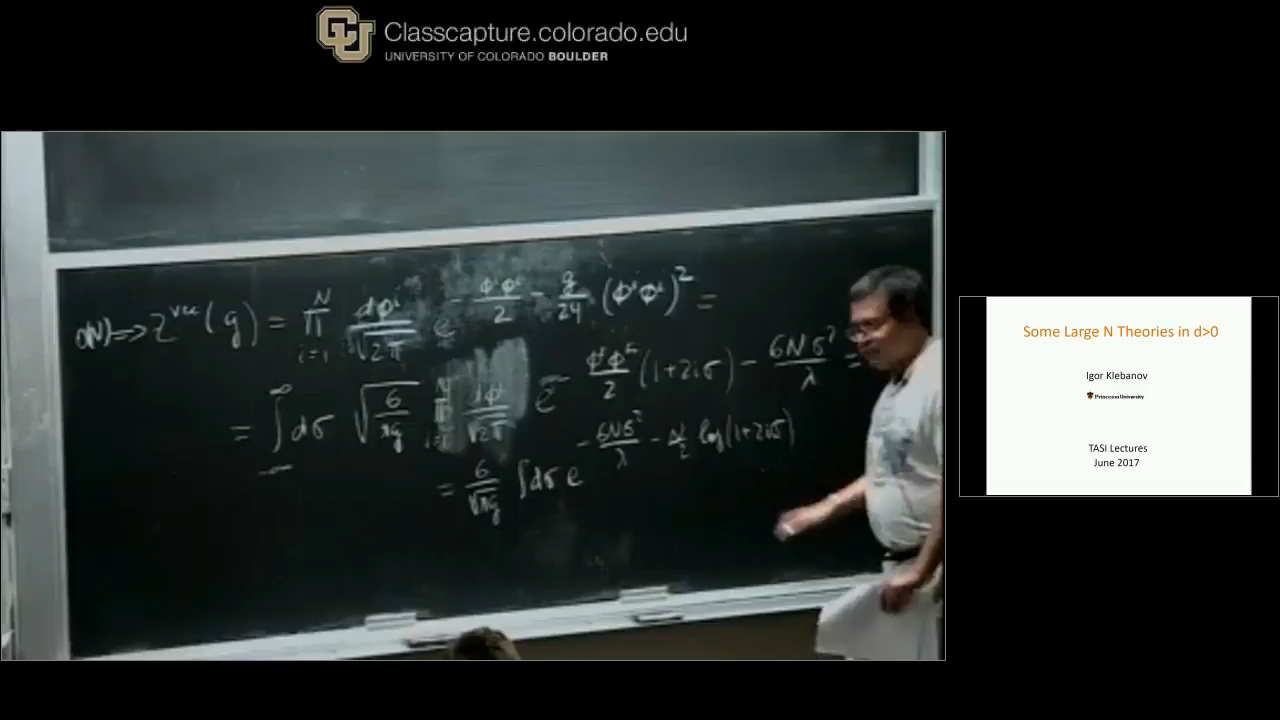 CU Classcapture.colorado.edu
UNIVERSITY OF COLORADO BOULDER
O(N) => Z^vec(g) = ∏_{i=1}^{N} dΦ^i/√2π e^{-Φ^iΦ^i/2 - g/24 (Φ^iΦ^i)^2} =
= ∫_{-∞}^{∞} dσ √(6/πg) ∏_{i=1}^{N} dΦ^i/√2π e^{-Φ^iΦ^i/2 (1+2iσ) - 6Nσ^2/λ} =
= 6/√πg ∫dσ e^{-6Nσ^2/λ - N/2 log(1+2iσ)}
Some Large N Theories in d>0
Igor Klebanov
Princeton University
TASI Lectures
June 2017